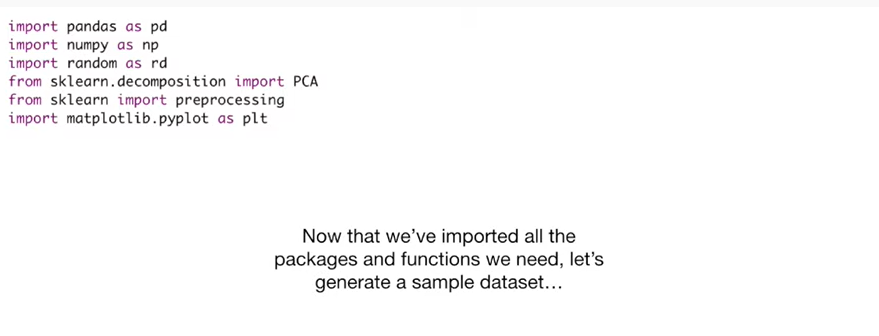 import pandas as pd
import numpy as np
import random as rd
from sklearn.decomposition import PCA
from sklearn import preprocessing
import matplotlib.pyplot as plt
Now that we've imported all the
packages and functions we need, let's
generate a sample dataset…